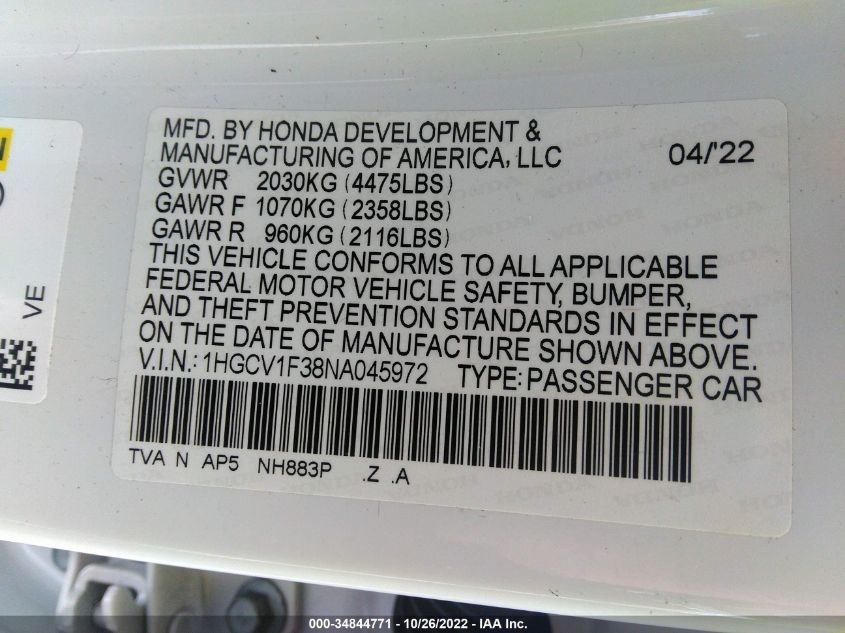 MFD. BY HONDA DEVELOPMENT &
MANUFACTURING OF AMERICA, LLC 04/'22
GVWR 2030KG (4475LBS)
GAWR F 1070KG (2358LBS)
GAWR R 960KG (2116LBS)
THIS VEHICLE CONFORMS TO ALL APPLICABLE
FEDERAL MOTOR VEHICLE SAFETY, BUMPER,
AND THEFT PREVENTION STANDARDS IN EFFECT
ON THE DATE OF MANUFACTURE SHOWN ABOVE.
V.I.N.: 1HGCV1F38NA045972 TYPE: PASSENGER CAR
TVA N AP5 NH883P .Z .A
VE
000-34844771 - 10/26/2022 - IAA Inc.